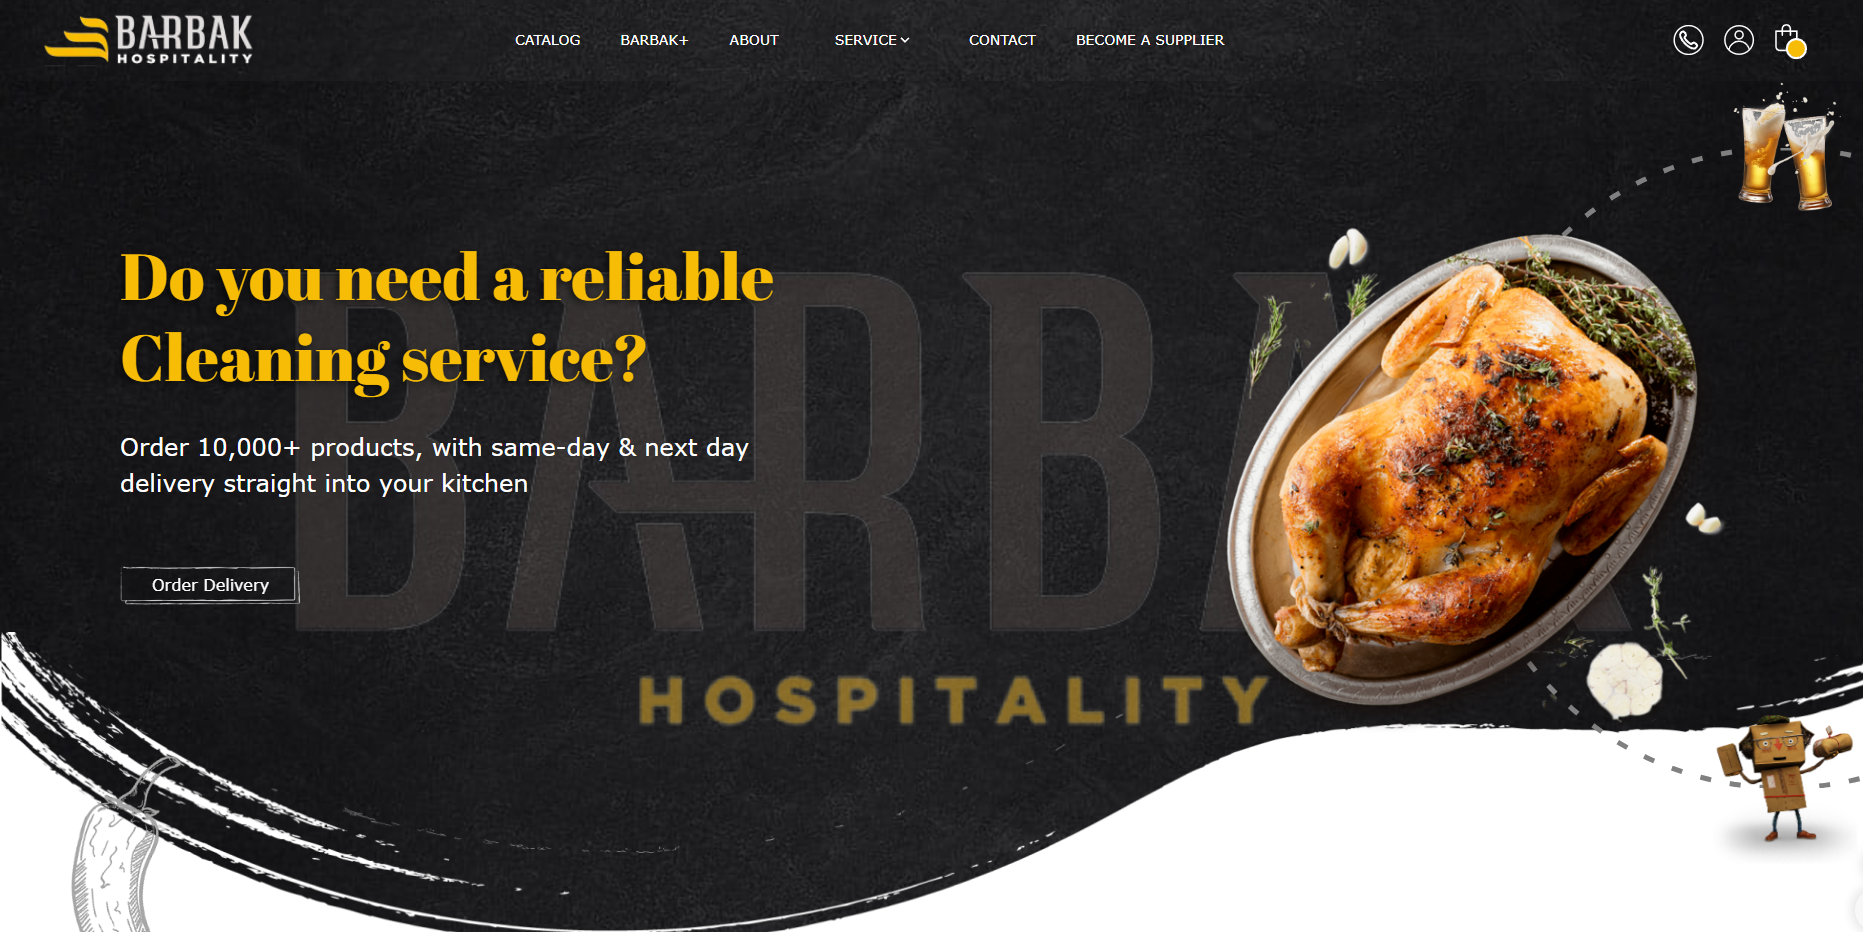 BARBAK
HOSPITALITY
CATALOG
BARBAK+
ABOUT
SERVICE
CONTACT
BECOME A SUPPLIER
Do you need a reliable
Cleaning service?
Order 10,000+ products, with same-day & next day
delivery straight into your kitchen
Order Delivery
BARBAK
HOSPITALITY